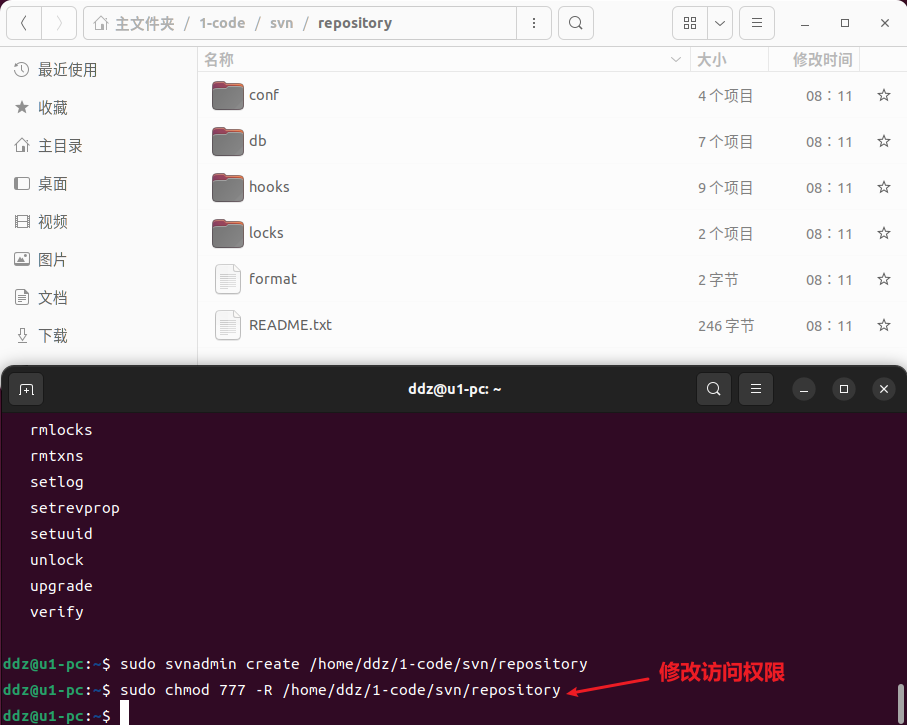 主文件夹 / 1-code / svn / repository
名称 大小 修改时间
最近使用
收藏
主目录
桌面
视频
图片
文档
下载
conf 4 个项目 08：11
db 7 个项目 08：11
hooks 9 个项目 08：11
locks 2 个项目 08：11
format 2 字节 08：11
README.txt 246 字节 08：11
ddz@u1-pc: ~
rmlocks
rmtxns
setlog
setrevprop
setuuid
unlock
upgrade
verify
ddz@u1-pc:~$ sudo svnadmin create /home/ddz/1-code/svn/repository
ddz@u1-pc:~$ sudo chmod 777 -R /home/ddz/1-code/svn/repository
修改访问权限
ddz@u1-pc:~$